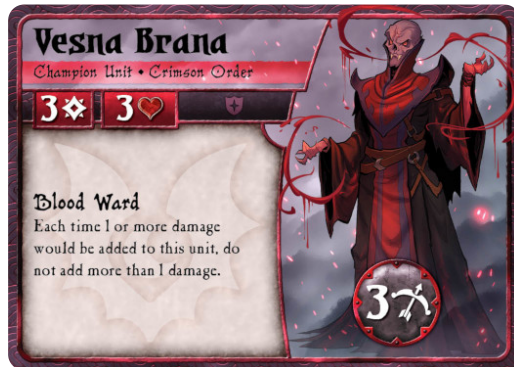 Vesna Brana
Champion Unit • Crimson Order
3 3
Blood Ward
Each time 1 or more damage
would be added to this unit, do
not add more than 1 damage.
3